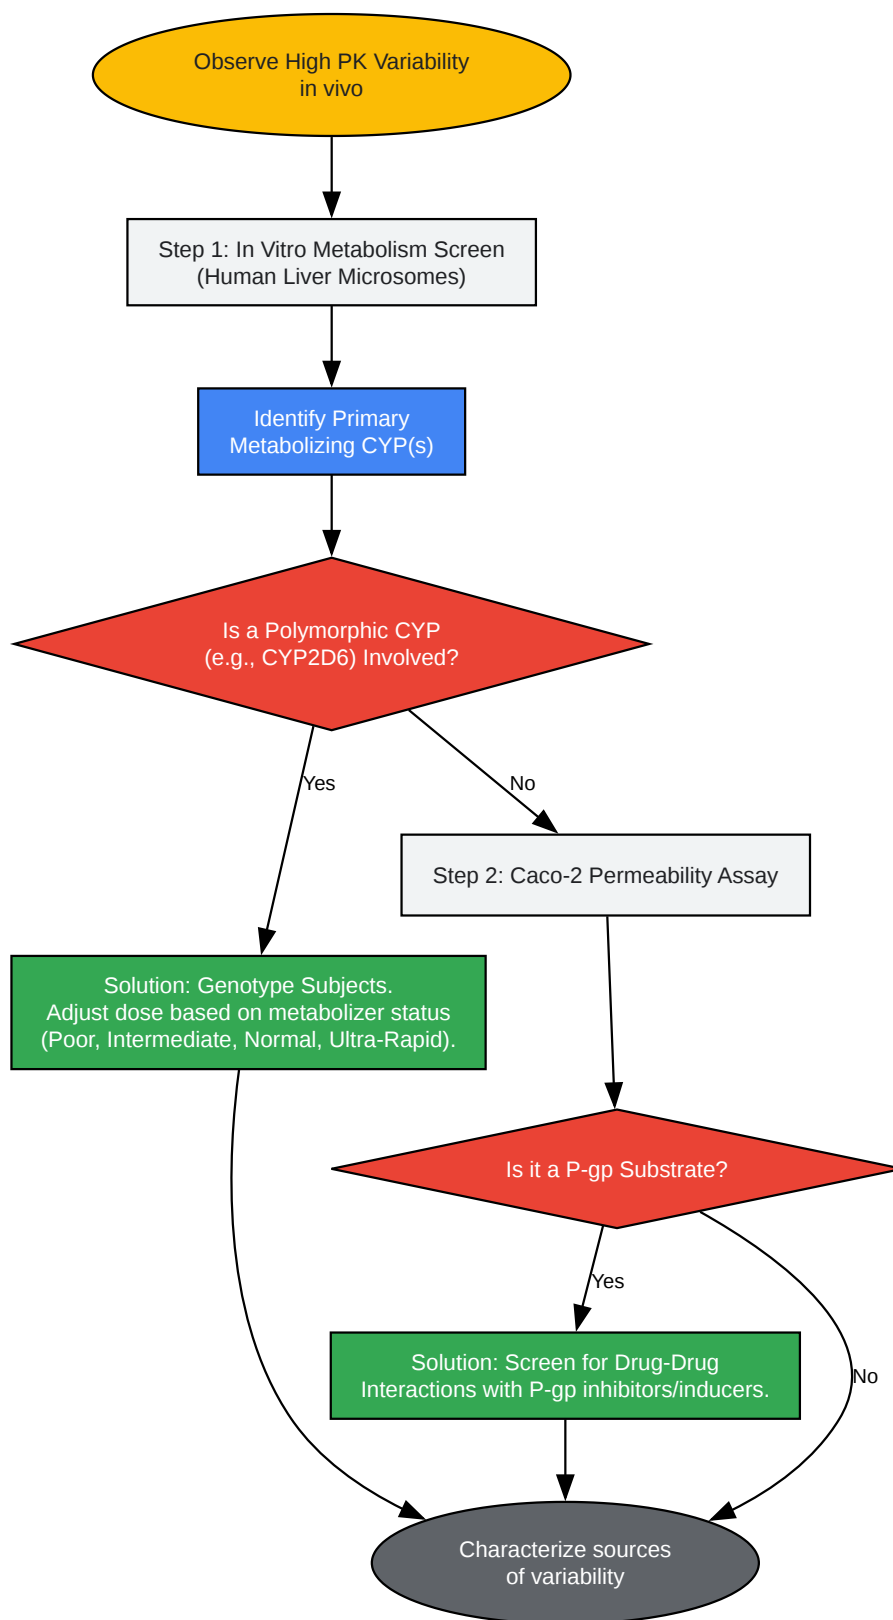 Observe High PK Variability
in vivo
Step 1: In Vitro Metabolism Screen
(Human Liver Microsomes)
Identify Primary
Metabolizing CYP(s)
Is a Polymorphic CYP
(e.g., CYP2D6) Involved?
Yes
No
Step 2: Caco-2 Permeability Assay
Solution: Genotype Subjects.
Adjust dose based on metabolizer status
(Poor, Intermediate, Normal, Ultra-Rapid).
Is it a P-gp Substrate?
Yes
Solution: Screen for Drug-Drug
Interactions with P-gp inhibitors/inducers.
No
Characterize sources
of variability